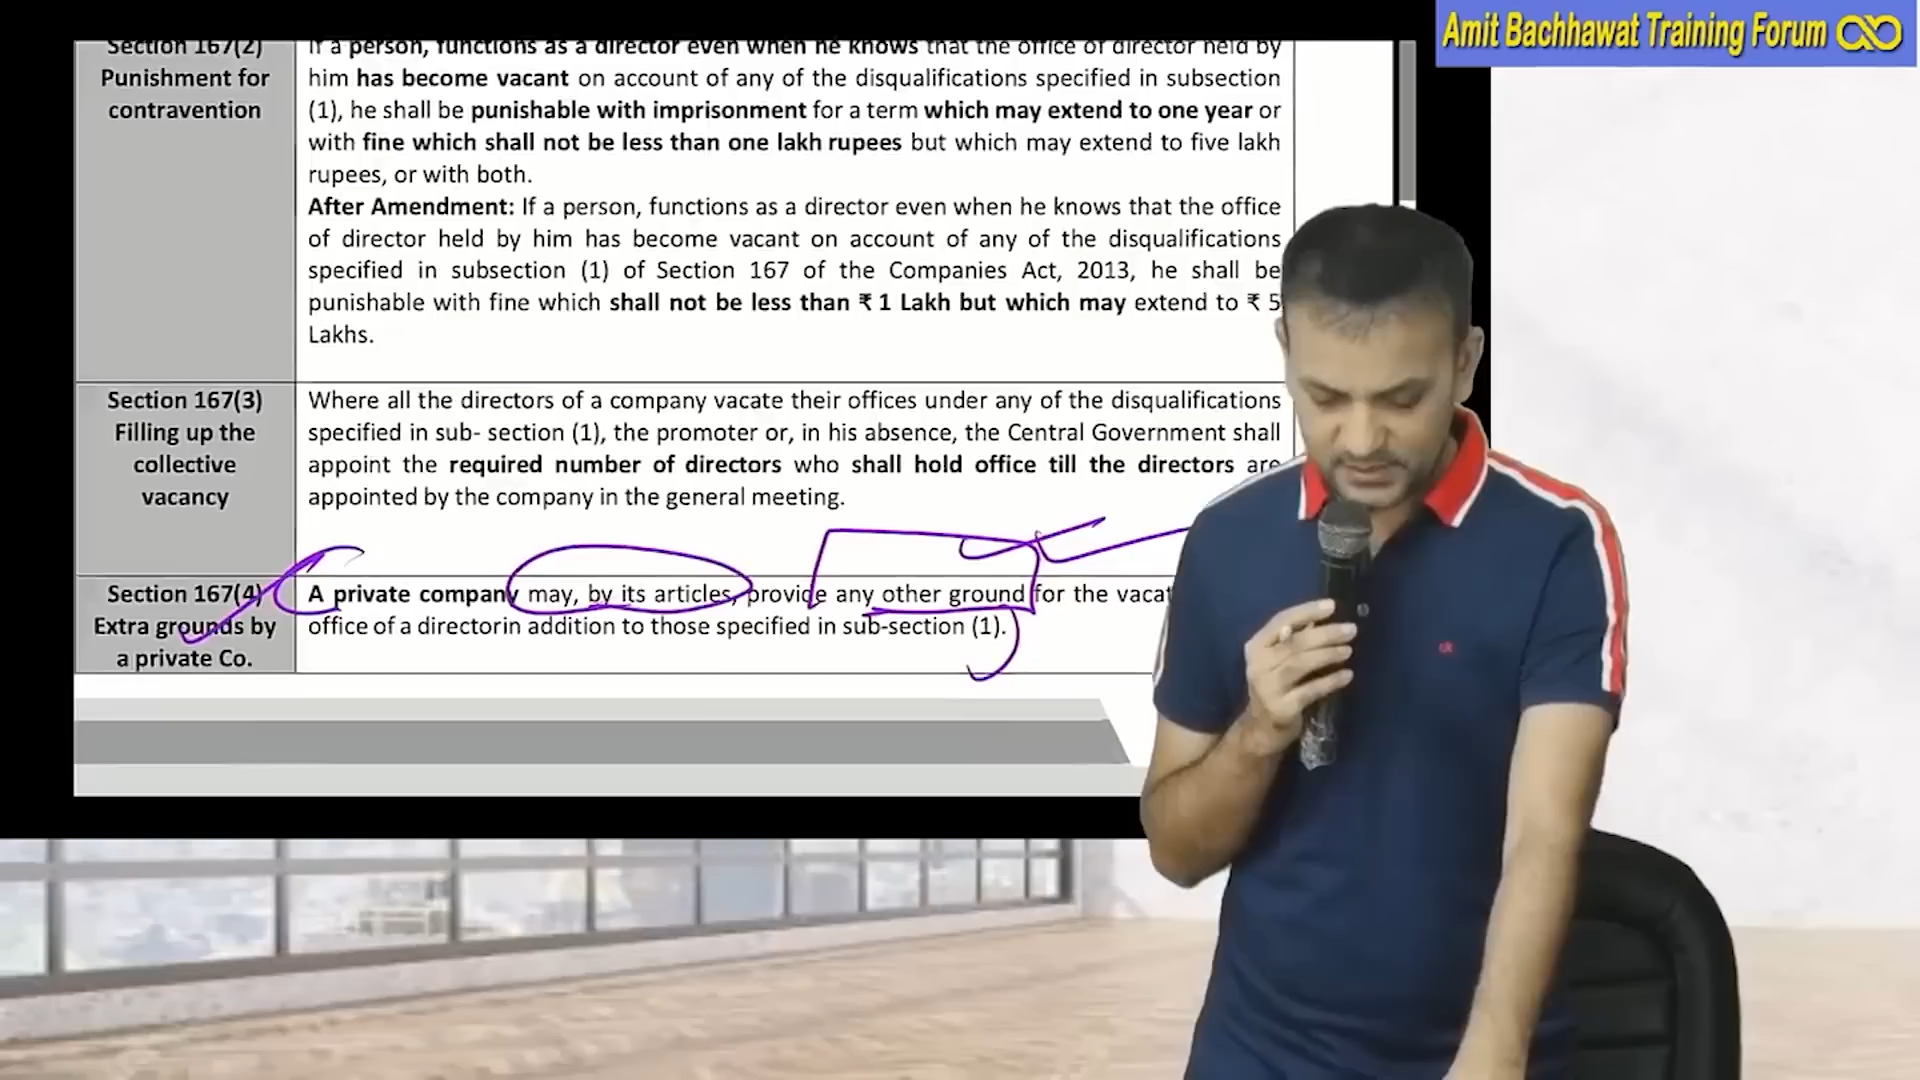 Amit Bachhawat Training Forum
Section 167(2)
Punishment for
contravention
If a person, functions as a director even when he knows that the office of director held by
him has become vacant on account of any of the disqualifications specified in subsection
(1), he shall be punishable with imprisonment for a term which may extend to one year or
with fine which shall not be less than one lakh rupees but which may extend to five lakh
rupees, or with both.
After Amendment: If a person, functions as a director even when he knows that the office
of director held by him has become vacant on account of any of the disqualifications
specified in subsection (1) of Section 167 of the Companies Act, 2013, he shall be
punishable with fine which shall not be less than ₹ 1 Lakh but which may extend to ₹ 5
Lakhs.
Section 167(3)
Filling up the
collective
vacancy
Where all the directors of a company vacate their offices under any of the disqualifications
specified in sub- section (1), the promoter or, in his absence, the Central Government shall
appoint the required number of directors who shall hold office till the directors are
appointed by the company in the general meeting.
Section 167(4)
Extra grounds by
a private Co.
A private company may, by its articles, provide any other ground for the vacat
office of a directorin addition to those specified in sub-section (1).
ck